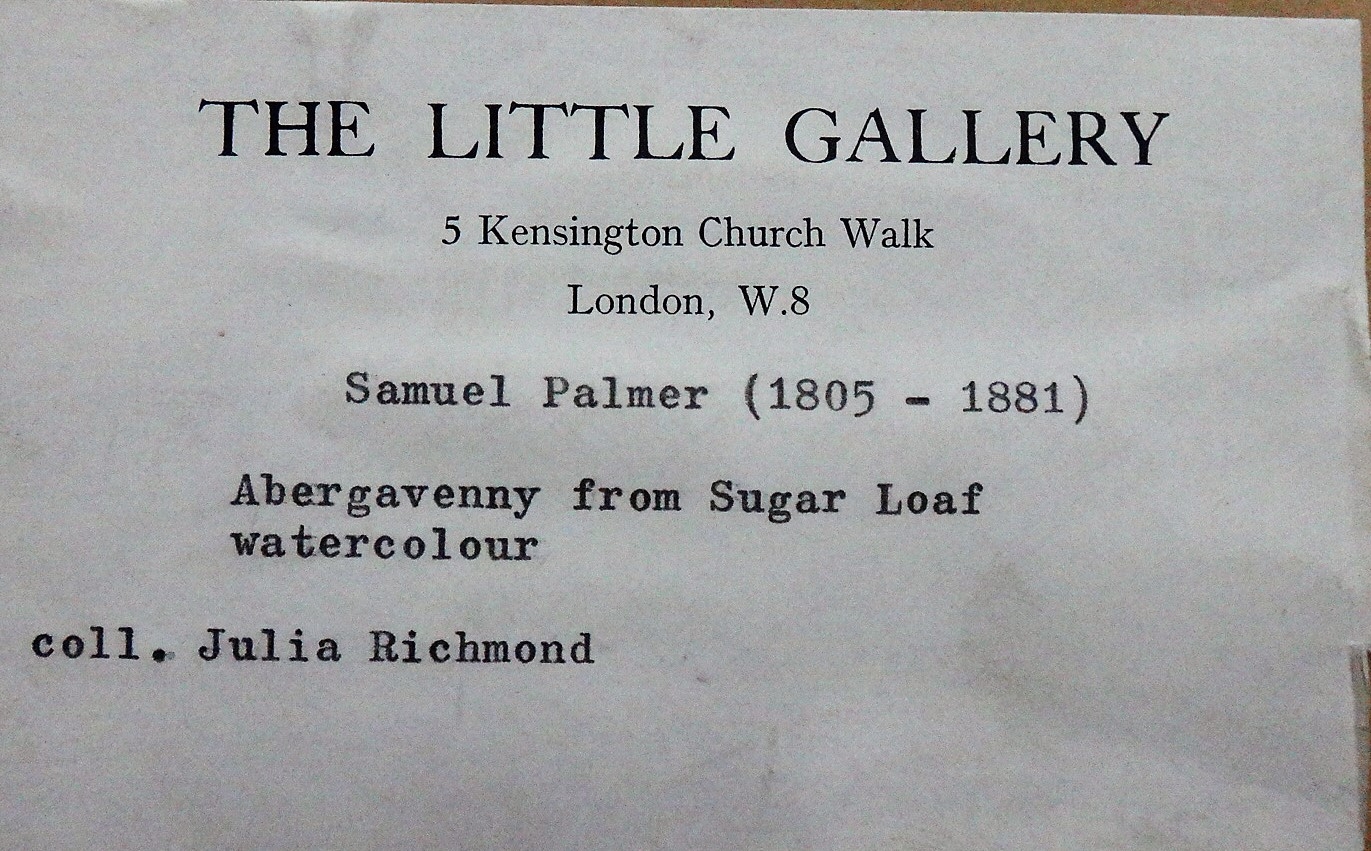 THE LITTLE GALLERY
5 Kensington Church Walk
London, W.8
Samuel Palmer (1805 - 1881)
Abergavenny from Sugar Loaf
watercolour
coll. Julia Richmond